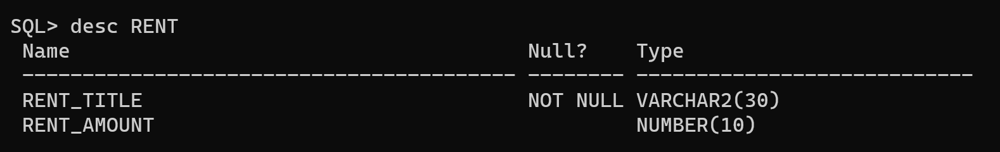 SQL> desc RENT
Name Null? Type
----------------------------------------- -------- ----------------------------
RENT_TITLE NOT NULL VARCHAR2(30)
RENT_AMOUNT NUMBER(10)